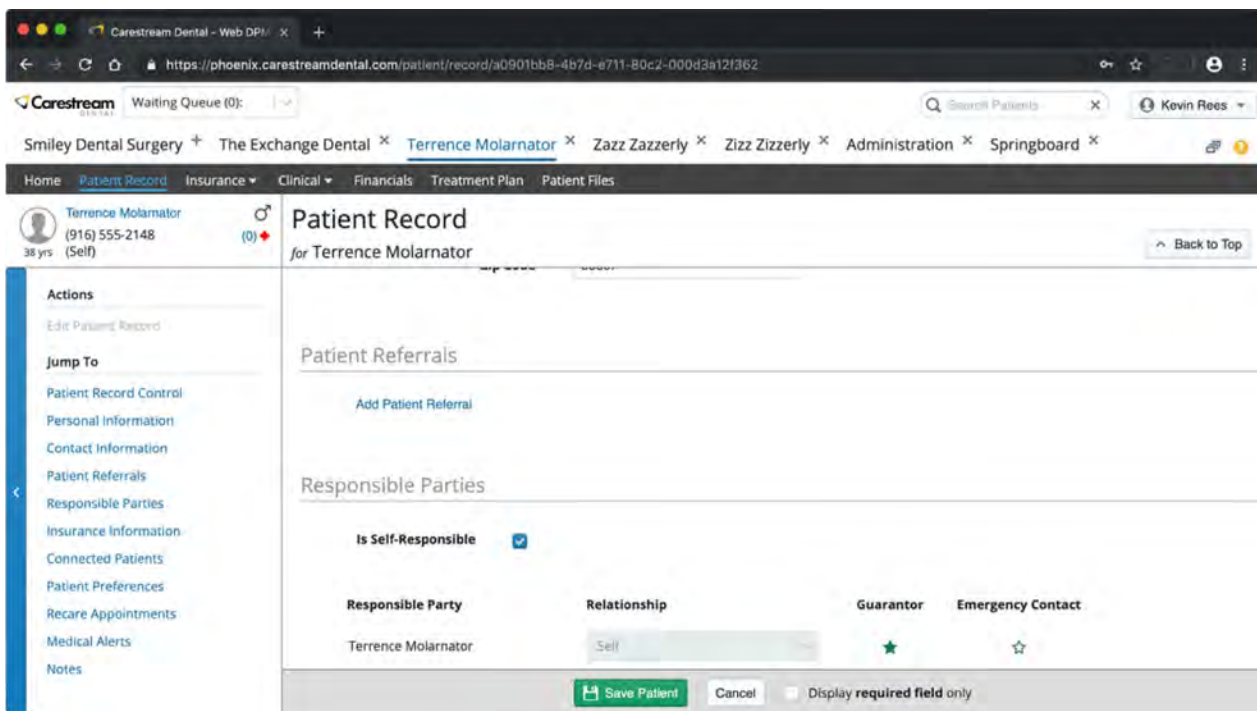 Carestream Dental - Web DPM
https://phoenix.carestreamdental.com/patient/record/a0901bb8-4b7d-e711-80c2-000d3a12f362
Carestream DENTAL Waiting Queue (0): Search Patients Kevin Rees
Smiley Dental Surgery The Exchange Dental Terrence Molarnator Zazz Zazzerly Zizz Zizzerly Administration Springboard
Home Patient Record Insurance Clinical Financials Treatment Plan Patient Files
Terrence Molarnator
(916) 555-2148 (0)
38 yrs (Self)
Patient Record
for Terrence Molarnator
Back to Top
Actions
Edit Patient Record
Jump To
Patient Record Control
Personal Information
Contact Information
Patient Referrals
Responsible Parties
Insurance Information
Connected Patients
Patient Preferences
Recare Appointments
Medical Alerts
Notes
Zip Code
Patient Referrals
Add Patient Referral
Responsible Parties
Is Self-Responsible
Responsible Party Relationship Guarantor Emergency Contact
Terrence Molarnator Self
Save Patient Cancel Display required field only